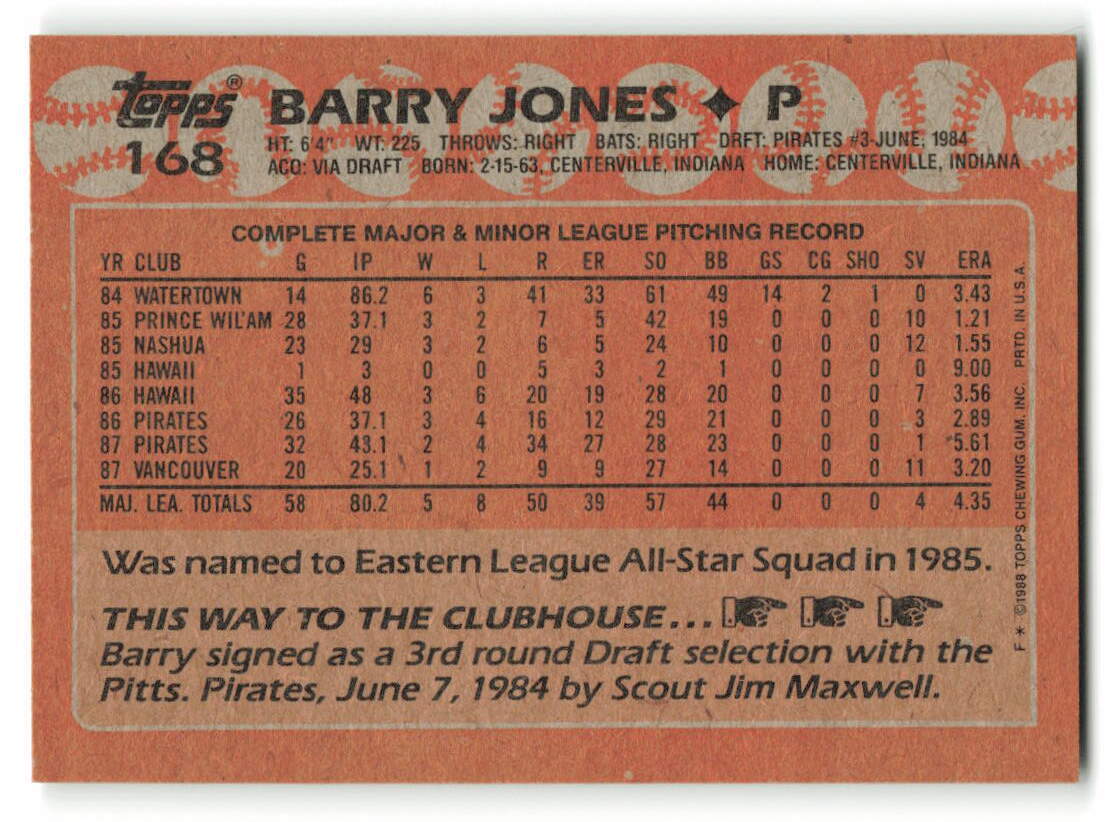 Topps® BARRY JONES ✦ P
168 HT: 6'4" WT: 225 THROWS: RIGHT BATS: RIGHT DRFT: PIRATES #3-JUNE, 1984
ACQ: VIA DRAFT BORN: 2-15-63, CENTERVILLE, INDIANA HOME: CENTERVILLE, INDIANA
COMPLETE MAJOR & MINOR LEAGUE PITCHING RECORD
YR CLUB G IP W L R ER SO BB GS CG SHO SV ERA
84 WATERTOWN 14 86.2 6 3 41 33 61 49 14 2 1 0 3.43
85 PRINCE WIL'AM 28 37.1 3 2 7 5 42 19 0 0 0 10 1.21
85 NASHUA 23 29 3 2 6 5 24 10 0 0 0 12 1.55
85 HAWAII 1 3 0 0 5 3 2 1 0 0 0 0 9.00
86 HAWAII 35 48 3 6 20 19 28 20 0 0 0 7 3.56
86 PIRATES 26 37.1 3 4 16 12 29 21 0 0 0 3 2.89
87 PIRATES 32 43.1 2 4 34 27 28 23 0 0 0 1 5.61
87 VANCOUVER 20 25.1 1 2 9 9 27 14 0 0 0 11 3.20
MAJ. LEA. TOTALS 58 80.2 5 8 50 39 57 44 0 0 0 4 4.35
Was named to Eastern League All-Star Squad in 1985.
THIS WAY TO THE CLUBHOUSE...
Barry signed as a 3rd round Draft selection with the
Pitts. Pirates, June 7, 1984 by Scout Jim Maxwell.
F * ©1988 TOPPS CHEWING GUM, INC. PRTD. IN U.S.A.